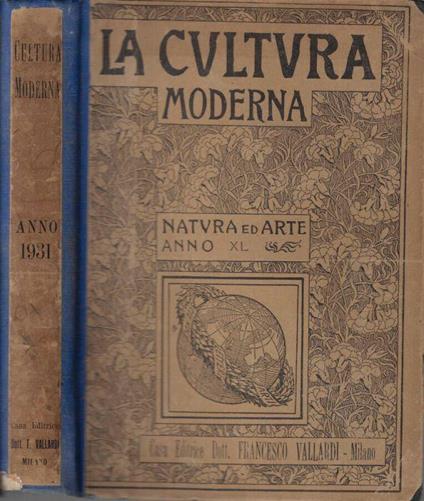 CULTURA
MODERNA
ANNO
1931
Casa Editrice
Dott. F. VALLARDI
MILANO
LA CVLTVRA
MODERNA
NATVRA ED ARTE
ANNO XL
Casa Editrice Dott. FRANCESCO VALLARDI - Milano